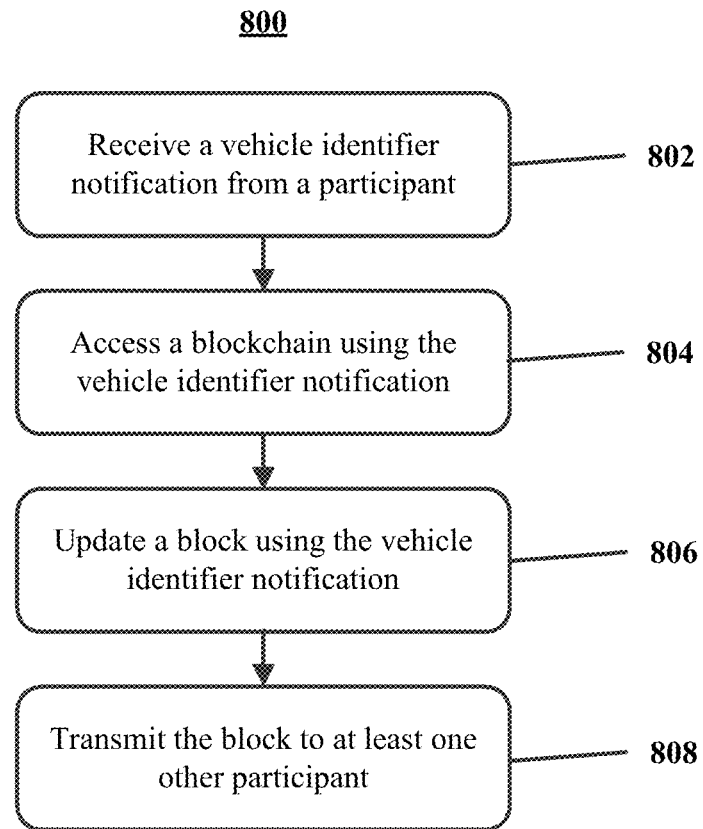 800
Receive a vehicle identifier
notification from a participant
802
Access a blockchain using the
vehicle identifier notification
804
Update a block using the vehicle
identifier notification
806
Transmit the block to at least one
other participant
808